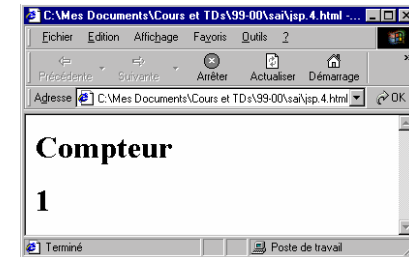 C:\Mes Documents\Cours et TDs\99-00\sai\jsp.4.html -...
Fichier Edition Affichage Favoris Outils ?
Précédente Suivante Arrêter Actualiser Démarrage »
Adresse C:\Mes Documents\Cours et TDs\99-00\sai\jsp.4.html OK
Compteur
1
Terminé Poste de travail